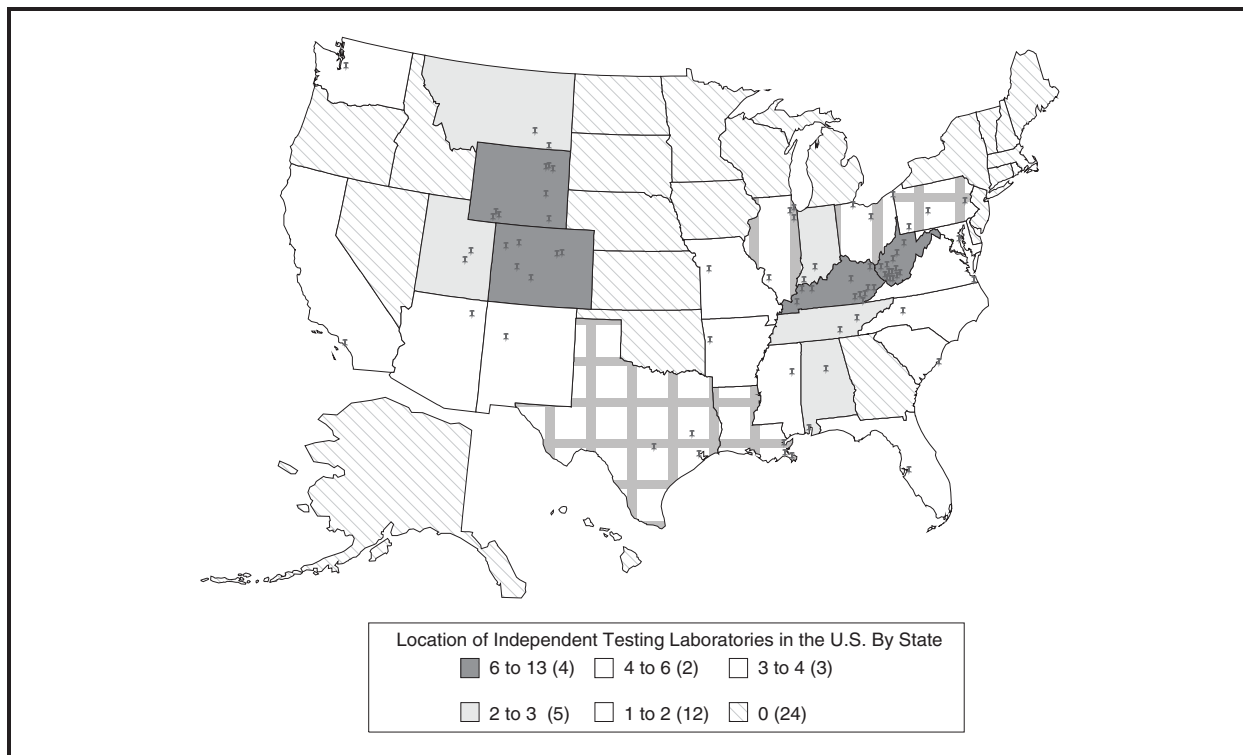 Location of Independent Testing Laboratories in the U.S. By State
6 to 13 (4) 4 to 6 (2) 3 to 4 (3)
2 to 3 (5) 1 to 2 (12) 0 (24)